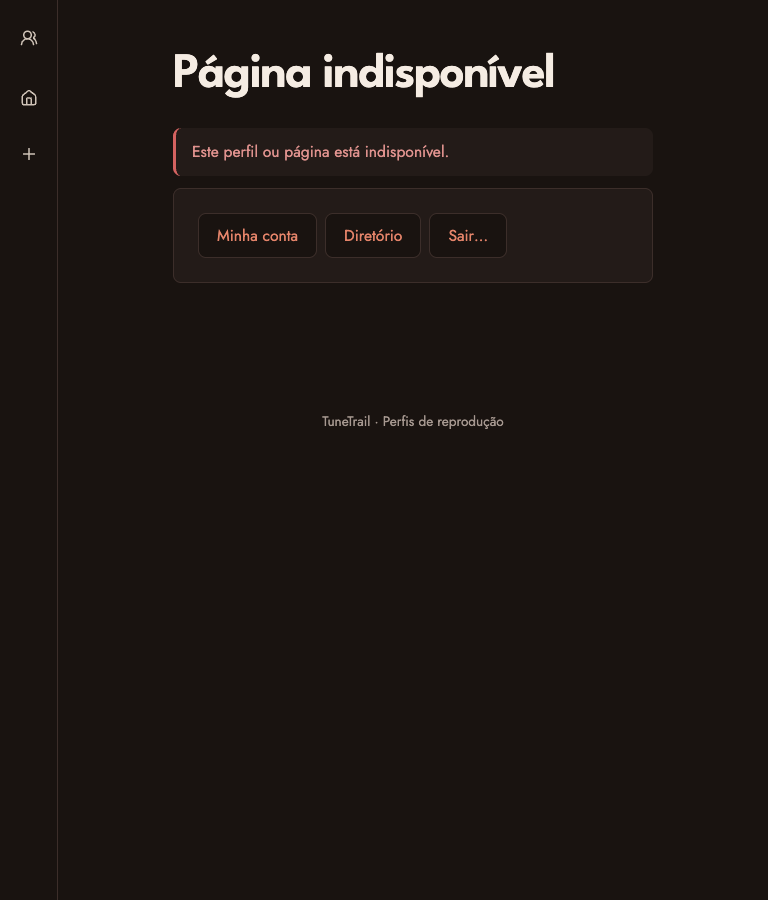 Página indisponível
Este perfil ou página está indisponível.
Minha conta
Diretório
Sair...
TuneTrail · Perfis de reprodução